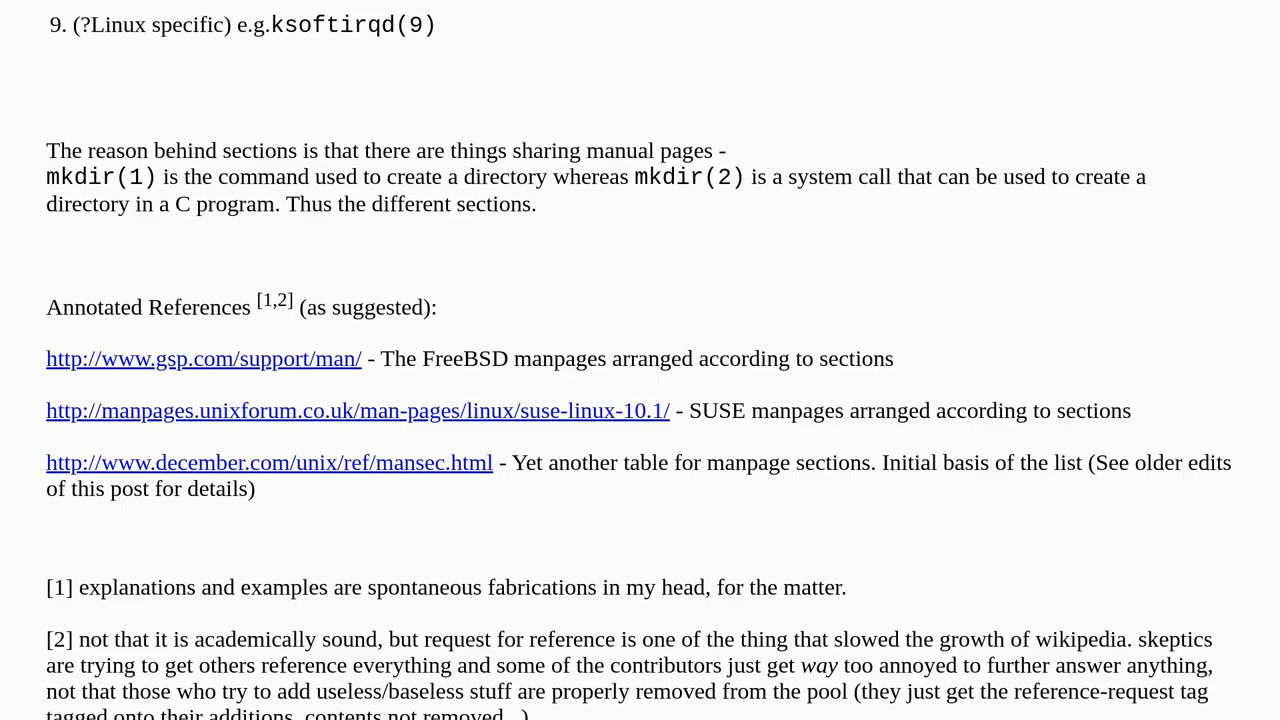 9. (?Linux specific) e.g.ksoftirqd(9)
The reason behind sections is that there are things sharing manual pages -
mkdir(1) is the command used to create a directory whereas mkdir(2) is a system call that can be used to create a
directory in a C program. Thus the different sections.
Annotated References [1,2] (as suggested):
http://www.gsp.com/support/man/ - The FreeBSD manpages arranged according to sections
http://manpages.unixforum.co.uk/man-pages/linux/suse-linux-10.1/ - SUSE manpages arranged according to sections
http://www.december.com/unix/ref/mansec.html - Yet another table for manpage sections. Initial basis of the list (See older edits
of this post for details)
[1] explanations and examples are spontaneous fabrications in my head, for the matter.
[2] not that it is academically sound, but request for reference is one of the thing that slowed the growth of wikipedia. skeptics
are trying to get others reference everything and some of the contributors just get way too annoyed to further answer anything,
not that those who try to add useless/baseless stuff are properly removed from the pool (they just get the reference-request tag
tagged onto their additions, contents not removed...)